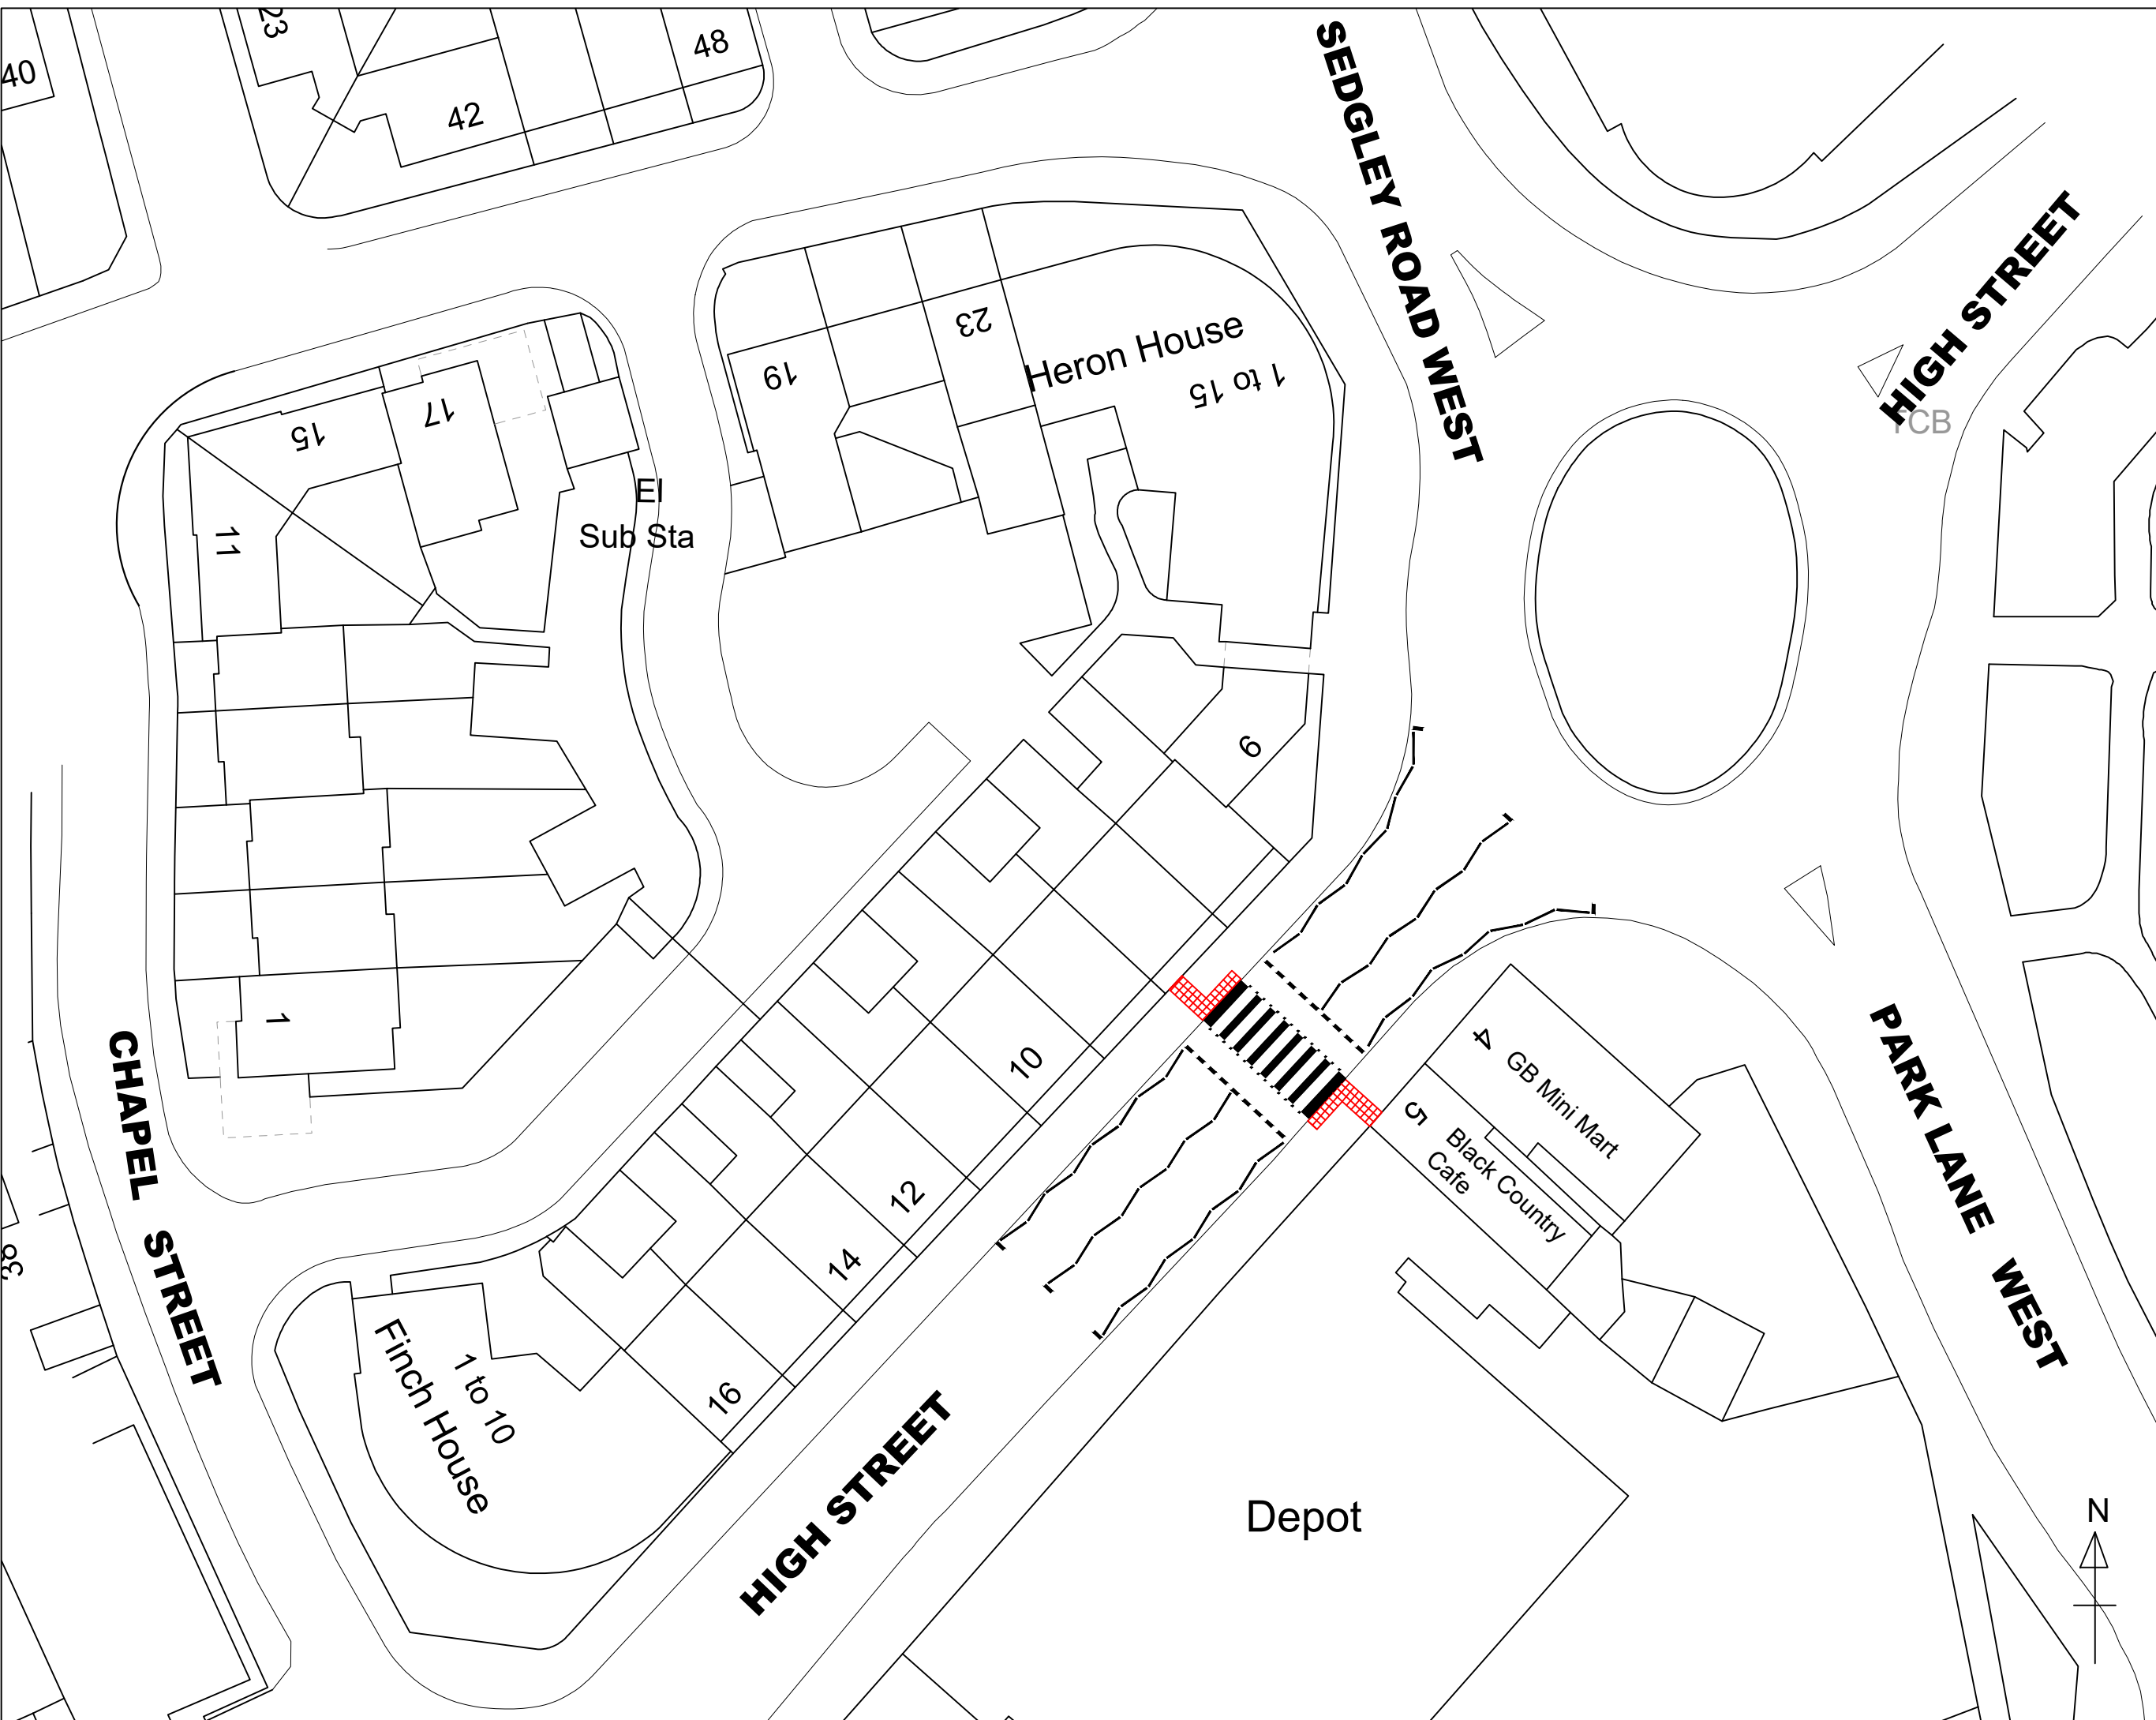 23
40
48
42
SEDGLEY ROAD WEST
HIGH STREET
TCB
23
19
Heron House
1 to 15
17
15
11
El
Sub Sta
9
1
CHAPEL STREET
10
4
GB Mini Mart
5
Black Country
Cafe
12
14
16
38
1 to 10
Finch House
PARK LANE WEST
HIGH STREET
Depot
N